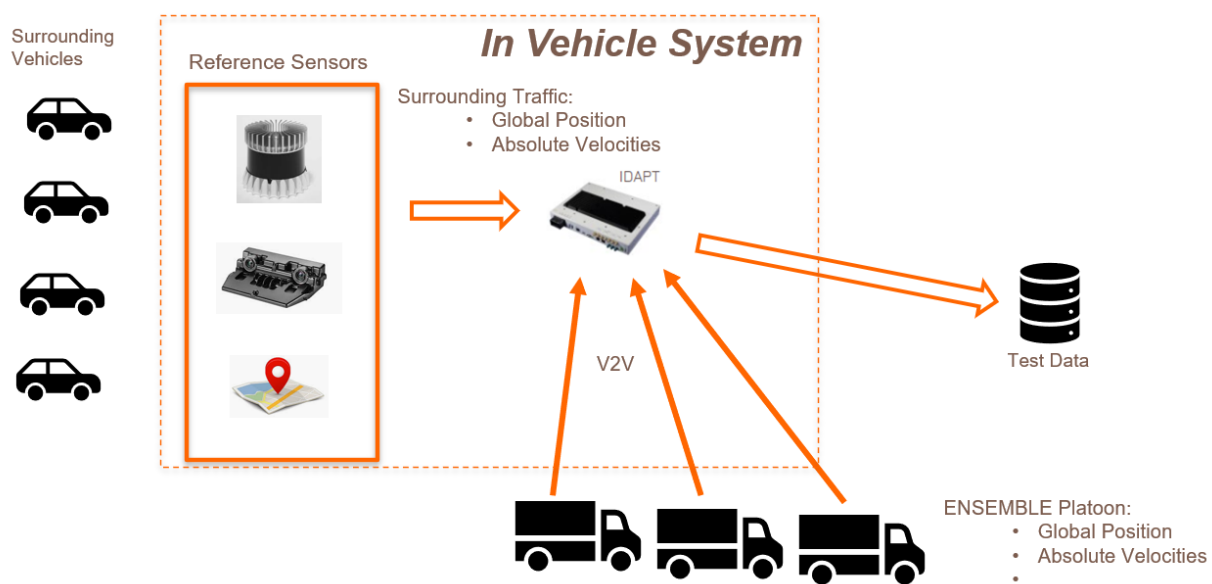 Surrounding
Vehicles
In Vehicle System
Reference Sensors
Surrounding Traffic:
• Global Position
• Absolute Velocities
IDAPT
V2V
Test Data
ENSEMBLE Platoon:
• Global Position
• Absolute Velocities
•